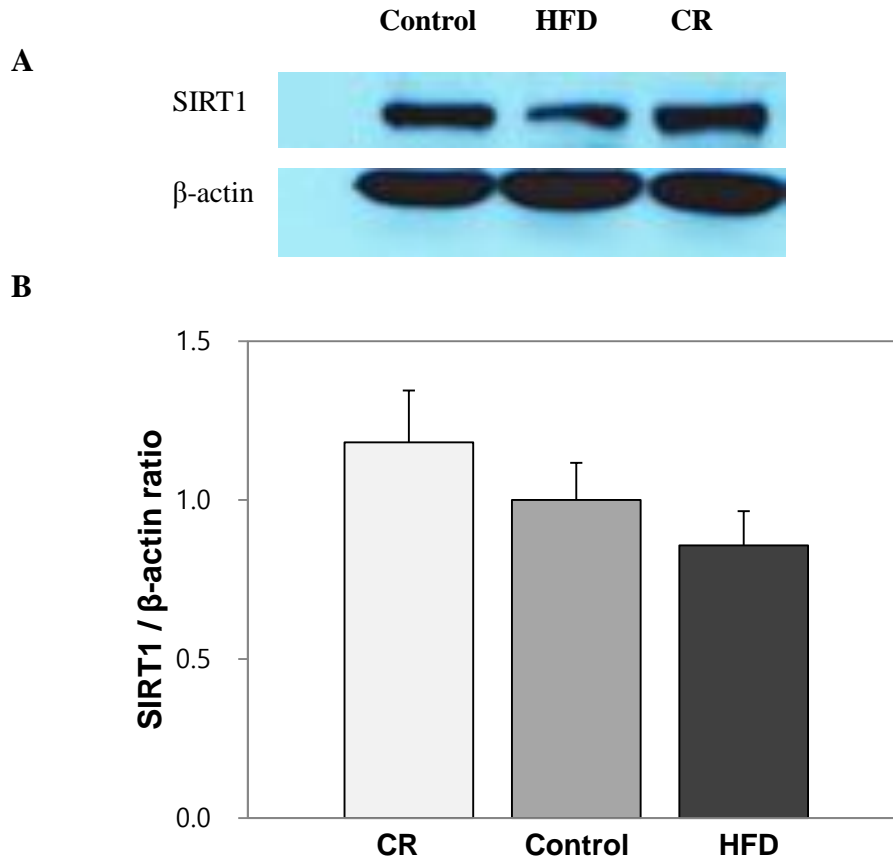 Control HFD CR
A
SIRT1
β-actin
B
1.5
1.0
0.5
0.0
SIRT1 / β-actin ratio
CR Control HFD